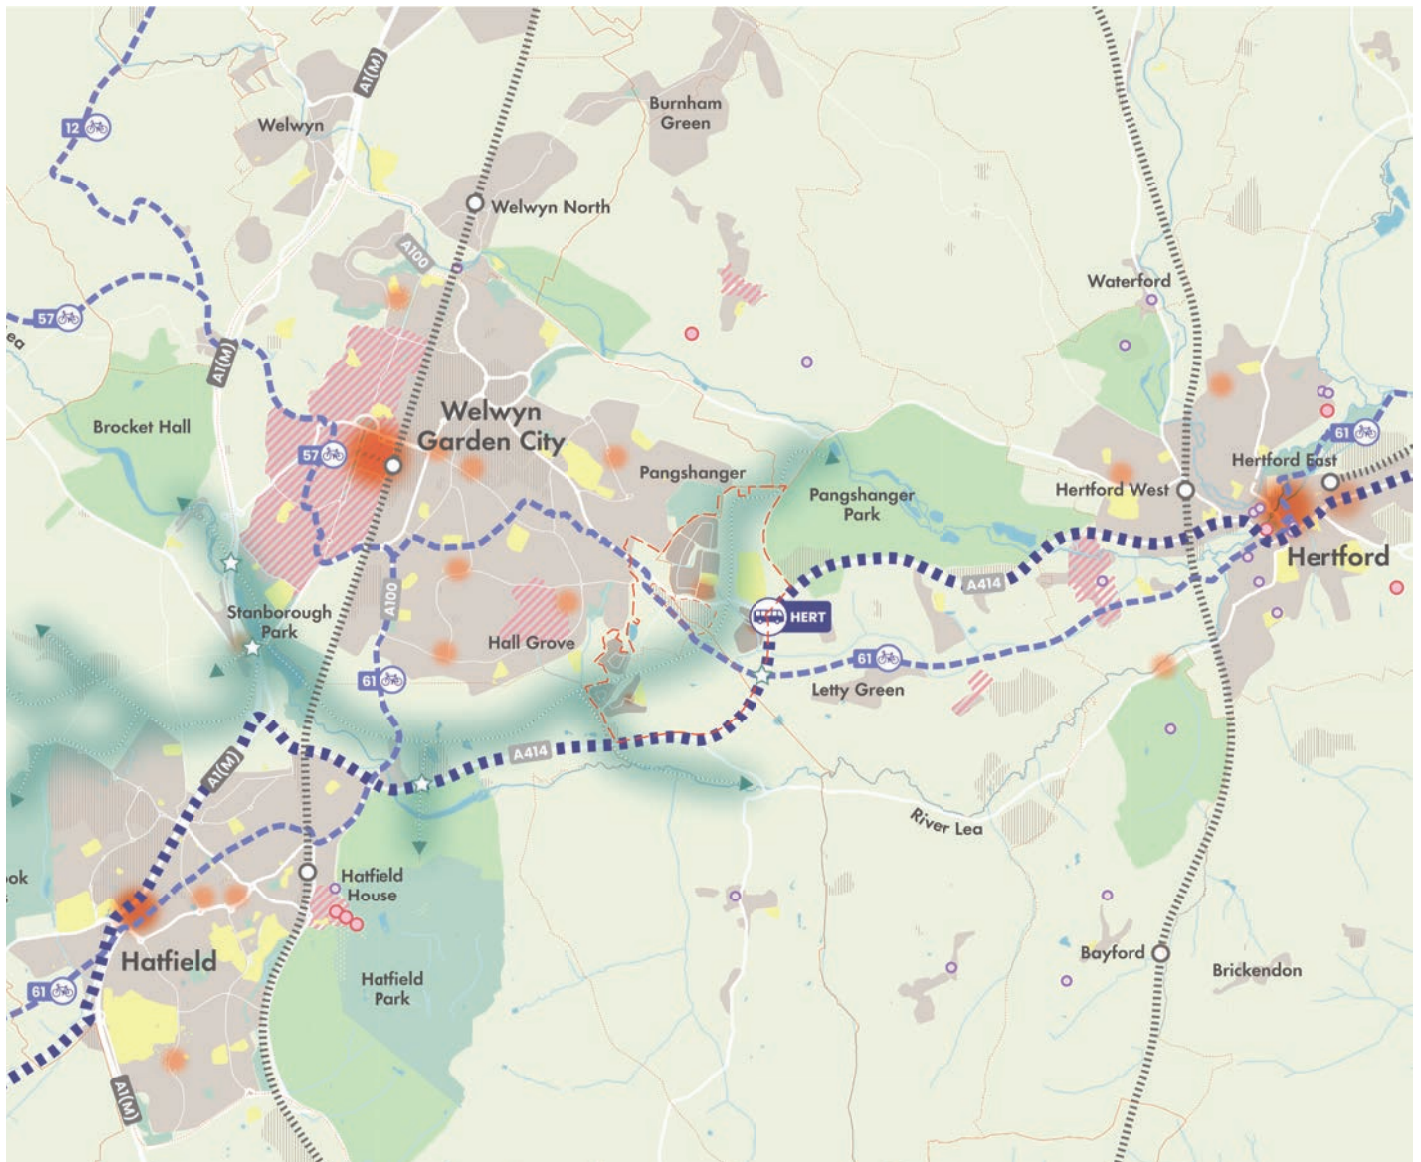 A1(M)
Burnham
Green
12
Welwyn
Welwyn North
A100
Waterford
57
ea
A1(M)
Brocket Hall
Welwyn
Garden City
57
61
Hertford East
Pangshanger
Pangshanger
Park
Hertford West
Hertford
A414
A100
Stanborough
Park
HERT
Hall Grove
61
61
Letty Green
A414
A1(M)
River Lea
ook
Hatfield
House
Hatfield
Bayford
Brickendon
61
Hatfield
Park
A1(M)